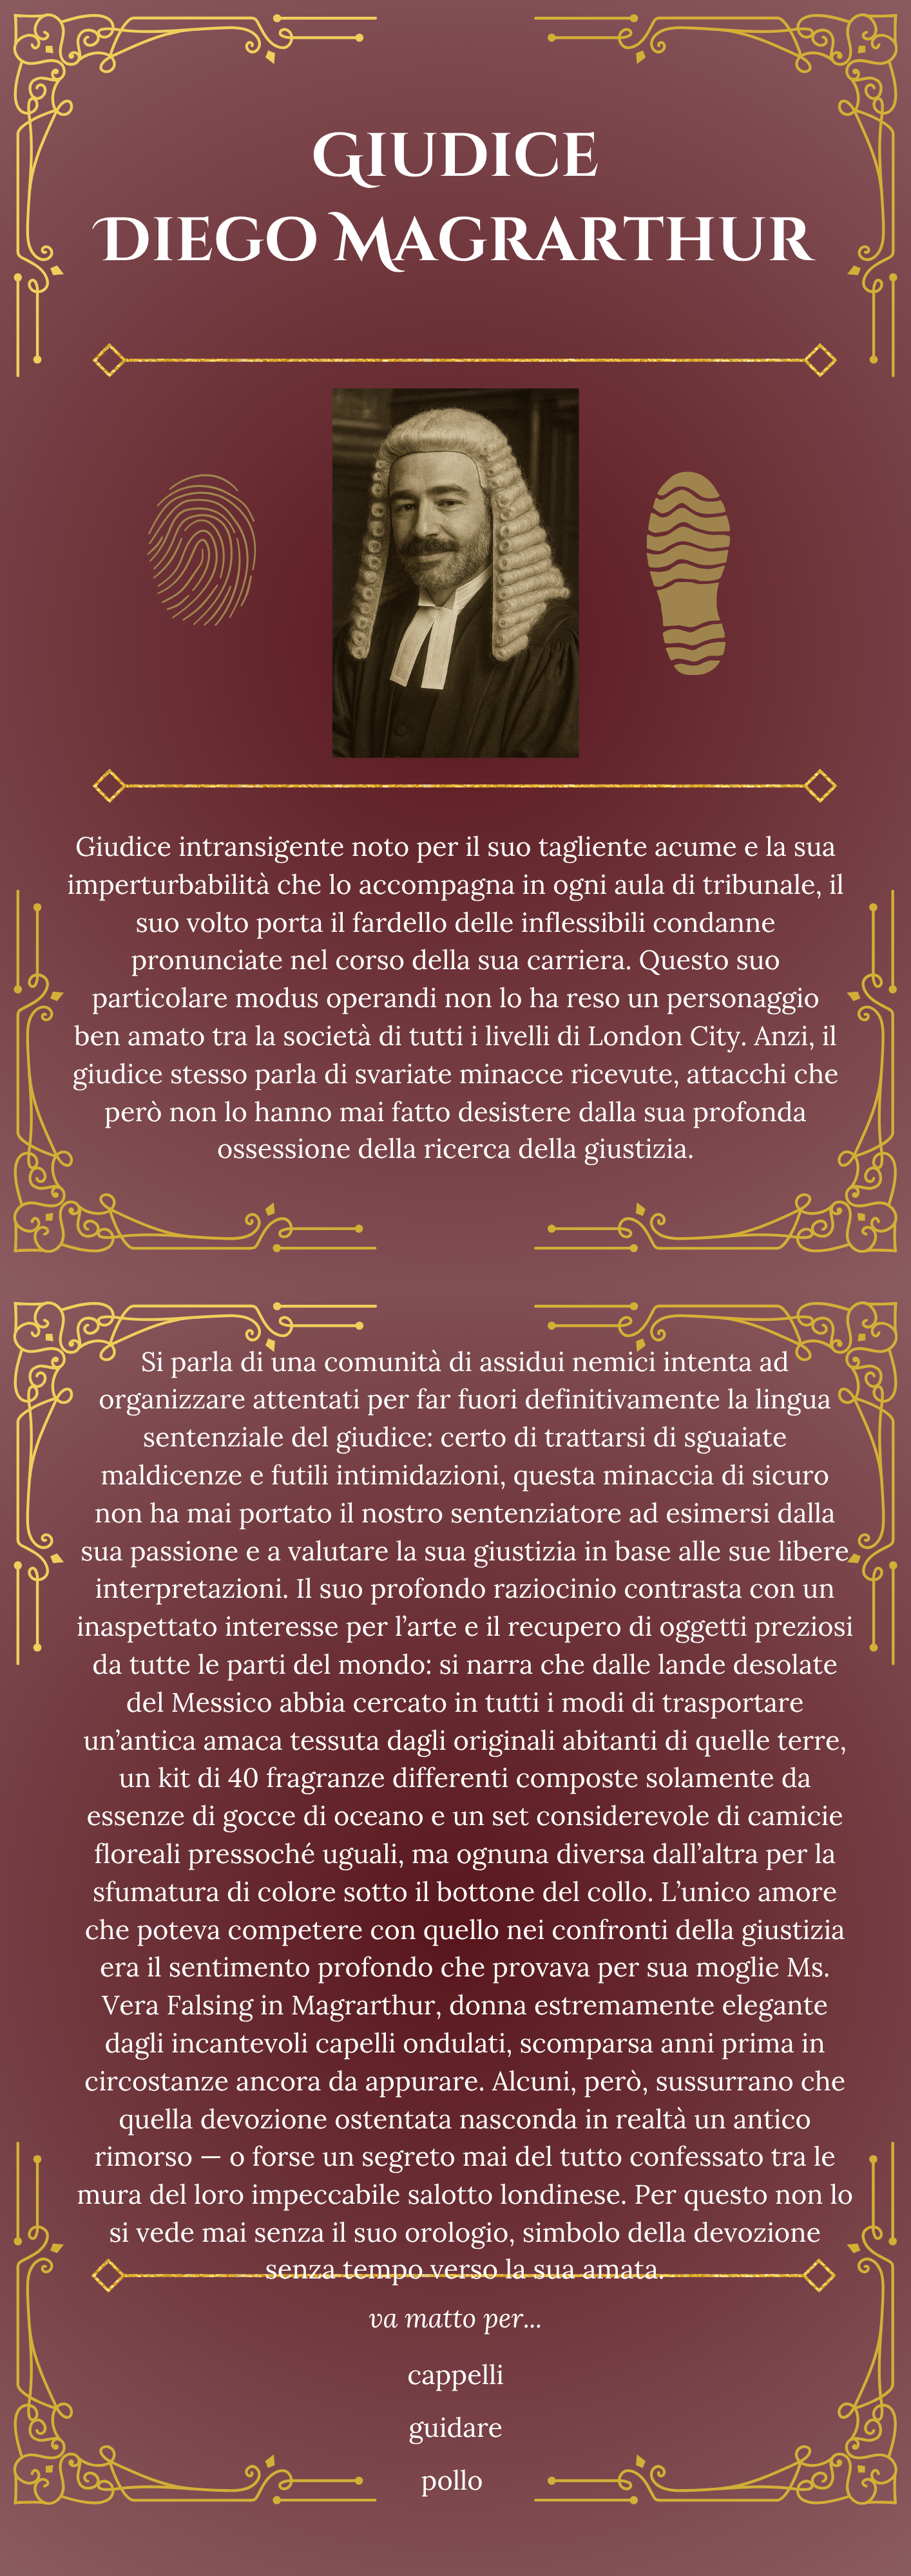 Giudice
Diego Magrarthur
Giudice intransigente noto per il suo tagliente acume e la sua
imperturbabilità che lo accompagna in ogni aula di tribunale, il
suo volto porta il fardello delle inflessibili condanne
pronunciate nel corso della sua carriera. Questo suo
particolare modus operandi non lo ha reso un personaggio
ben amato tra la società di tutti i livelli di London City. Anzi, il
giudice stesso parla di svariate minacce ricevute, attacchi che
però non lo hanno mai fatto desistere dalla sua profonda
ossessione della ricerca della giustizia.
Si parla di una comunità di assidui nemici intenta ad
organizzare attentati per far fuori definitivamente la lingua
sentenziale del giudice: certo di trattarsi di sguaiate
maldicenze e futili intimidazioni, questa minaccia di sicuro
non ha mai portato il nostro sentenziatore ad esimersi dalla
sua passione e a valutare la sua giustizia in base alle sue libere
interpretazioni. Il suo profondo raziocinio contrasta con un
inaspettato interesse per l’arte e il recupero di oggetti preziosi
da tutte le parti del mondo: si narra che dalle lande desolate
del Messico abbia cercato in tutti i modi di trasportare
un’antica amaca tessuta dagli originali abitanti di quelle terre,
un kit di 40 fragranze differenti composte solamente da
essenze di gocce di oceano e un set considerevole di camicie
floreali pressoché uguali, ma ognuna diversa dall’altra per la
sfumatura di colore sotto il bottone del collo. L’unico amore
che poteva competere con quello nei confronti della giustizia
era il sentimento profondo che provava per sua moglie Ms.
Vera Falsing in Magrarthur, donna estremamente elegante
dagli incantevoli capelli ondulati, scomparsa anni prima in
circostanze ancora da appurare. Alcuni, però, sussurrano che
quella devozione ostentata nasconda in realtà un antico
rimorso — o forse un segreto mai del tutto confessato tra le
mura del loro impeccabile salotto londinese. Per questo non lo
si vede mai senza il suo orologio, simbolo della devozione
senza tempo verso la sua amata.
va matto per...
cappelli
guidare
pollo